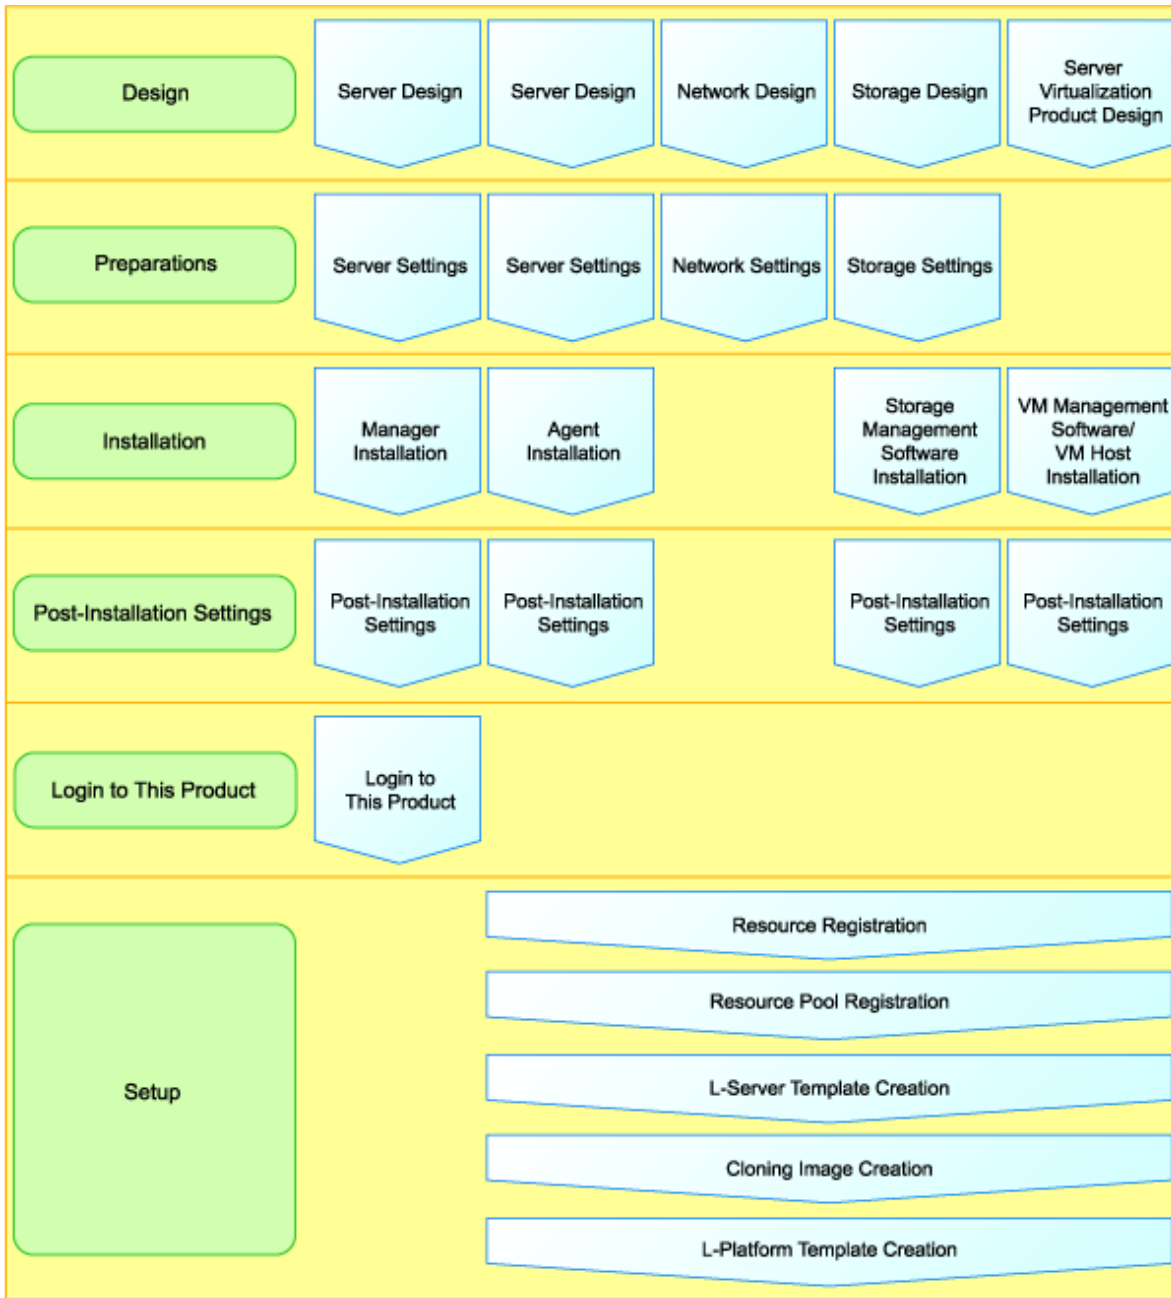 Design
Server Design
Server Design
Network Design
Storage Design
Server
Virtualization
Product Design
Preparations
Server Settings
Server Settings
Network Settings
Storage Settings
Installation
Manager
Installation
Agent
Installation
Storage
Management
Software
Installation
VM Management
Software/
VM Host
Installation
Post-Installation Settings
Post-Installation
Settings
Post-Installation
Settings
Post-Installation
Settings
Post-Installation
Settings
Login to This Product
Login to
This Product
Setup
Resource Registration
Resource Pool Registration
L-Server Template Creation
Cloning Image Creation
L-Platform Template Creation